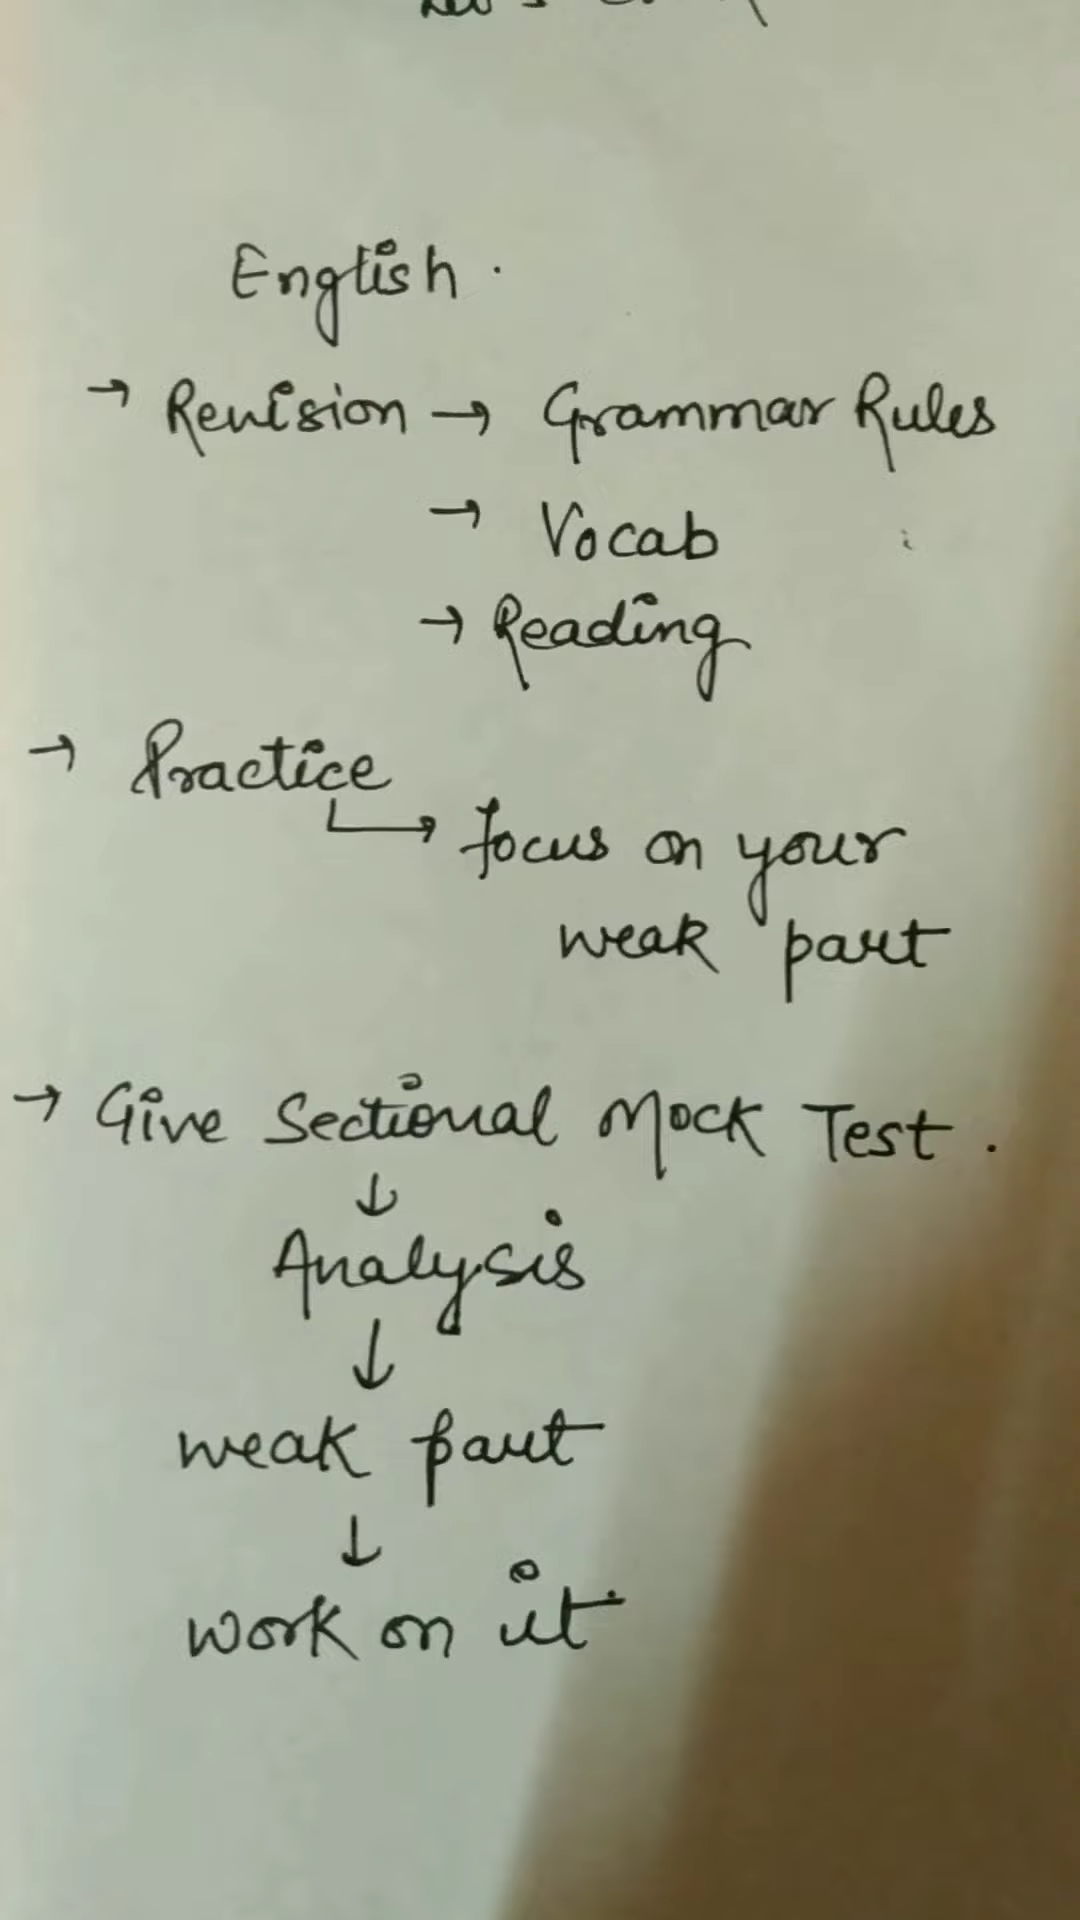 English.
→ Revision → Grammar Rules
→ Vocab
→ Reading
→ Practice
↳ focus on your
weak part
→ Give Sectional Mock Test.
↓
Analysis
↓
weak part
↓
work on it